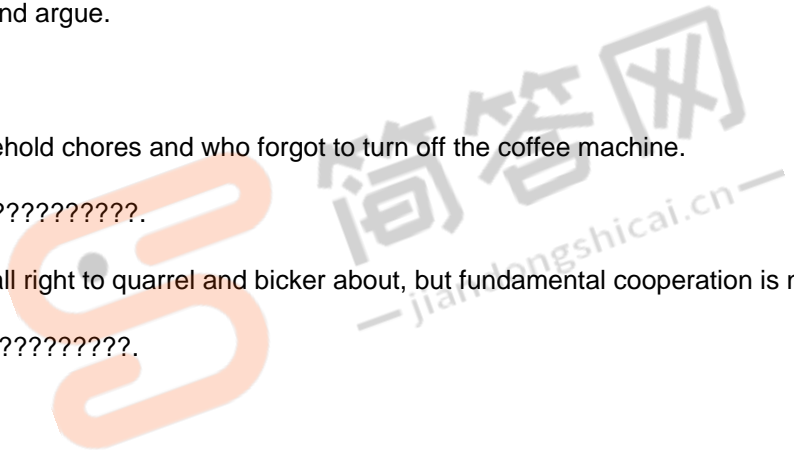 nd argue.
ehold chores and who forgot to turn off the coffee machine.
??????????.
all right to quarrel and bicker about, but fundamental cooperation is
?????????.
简答网
jiandongshicai.cn